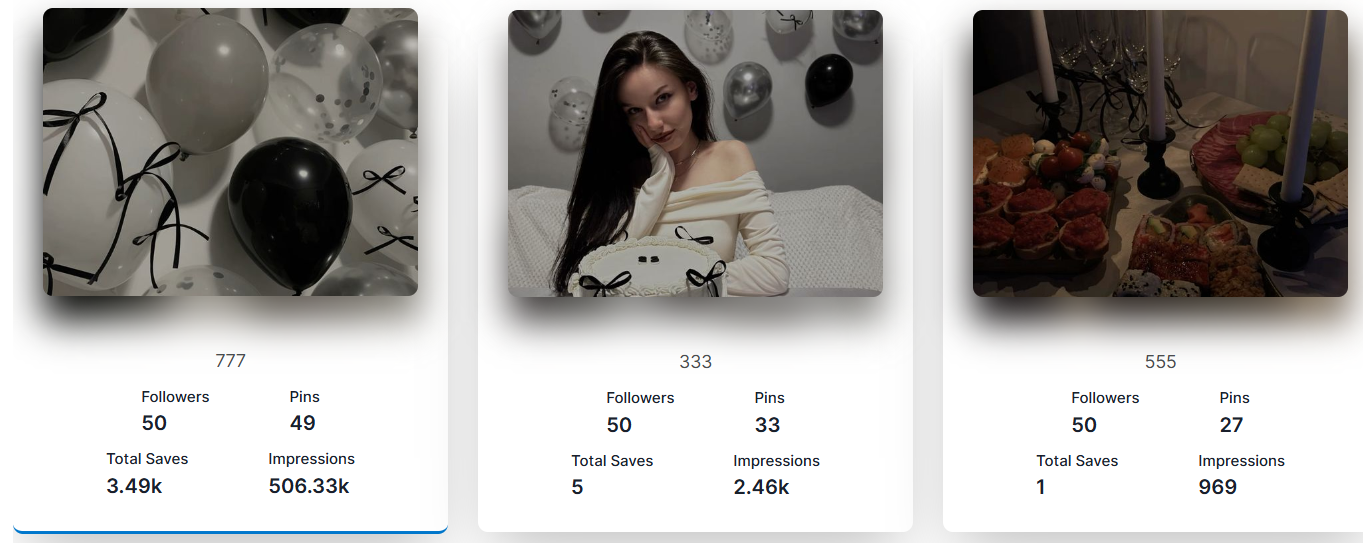 777
Followers Pins
50 49
Total Saves Impressions
3.49k 506.33k
333
Followers Pins
50 33
Total Saves Impressions
5 2.46k
555
Followers Pins
50 27
Total Saves Impressions
1 969